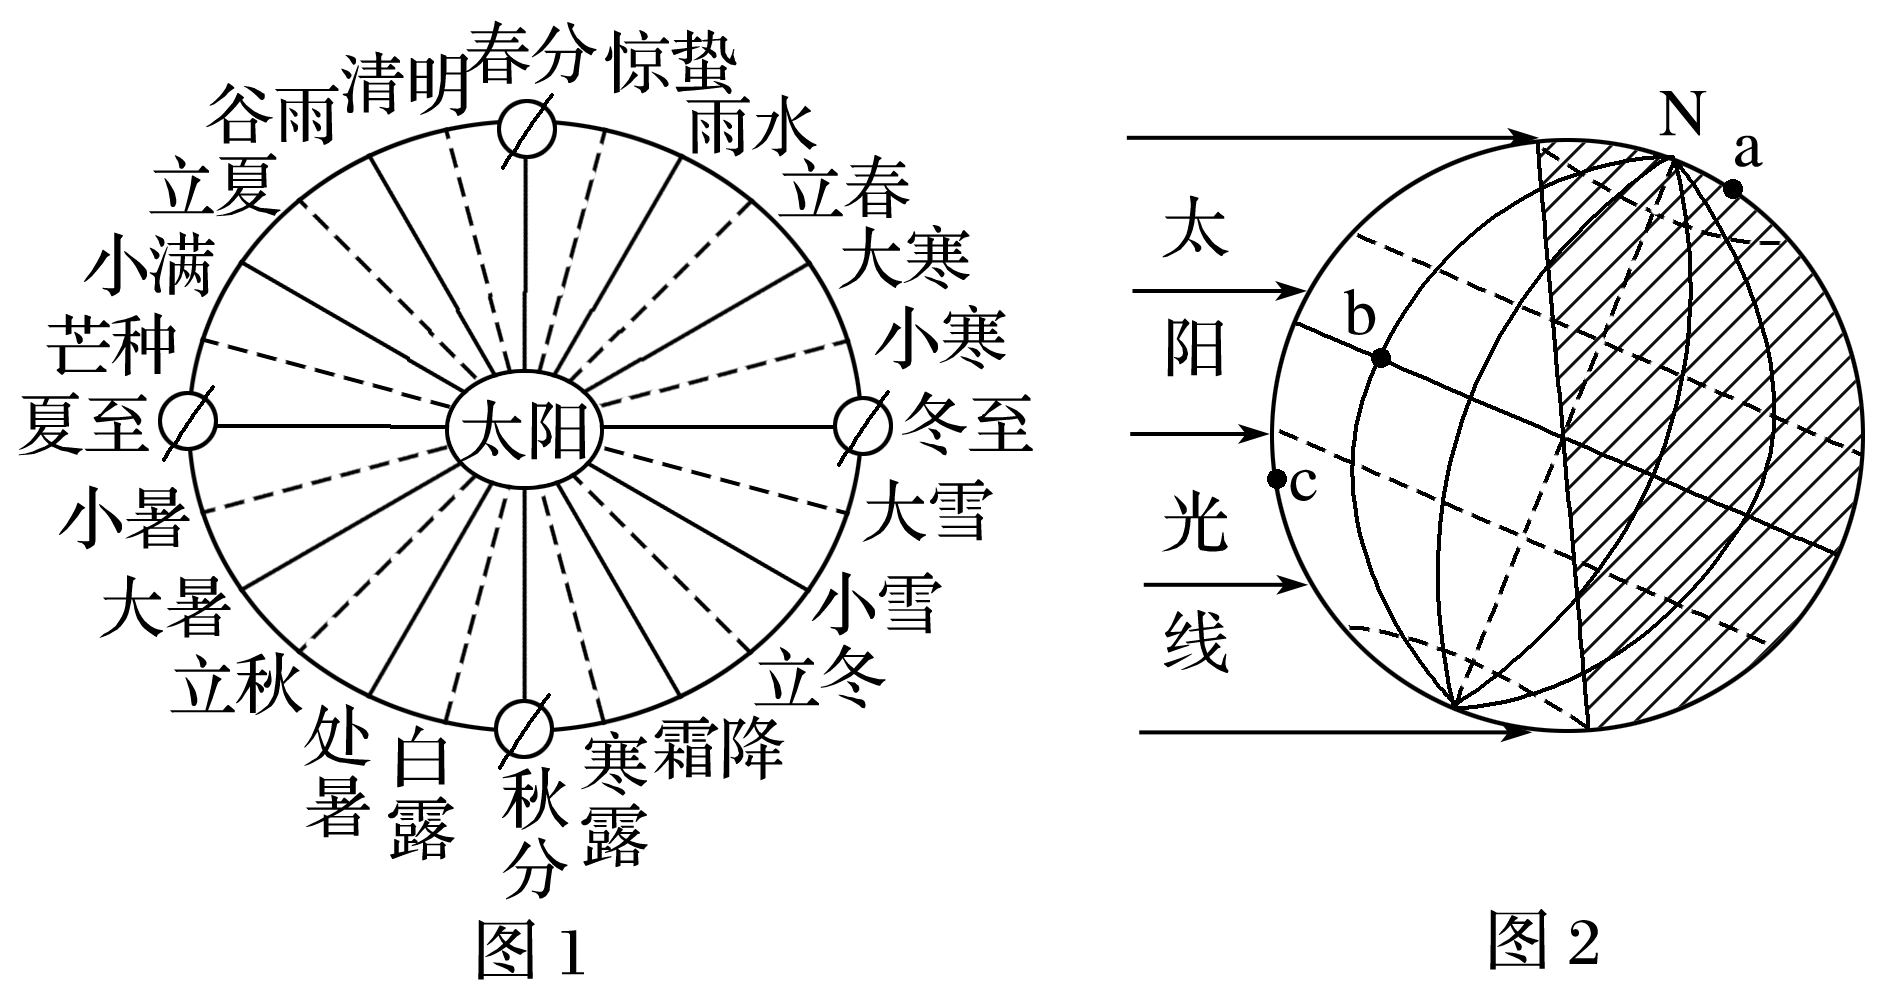 春分
惊蛰
雨水
立春
大寒
小寒
冬至
大雪
小雪
立冬
霜降
寒露
秋分
白露
处暑
立秋
大暑
小暑
夏至
芒种
小满
立夏
谷雨
清明
太阳
图1
N
a
b
c
太阳光线
图2